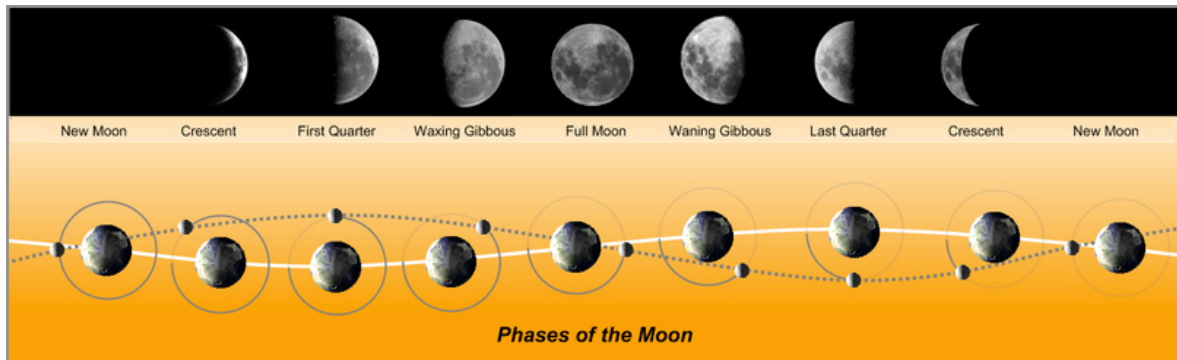 New Moon Crescent First Quarter Waxing Gibbous Full Moon Waning Gibbous Last Quarter Crescent New Moon
Phases of the Moon